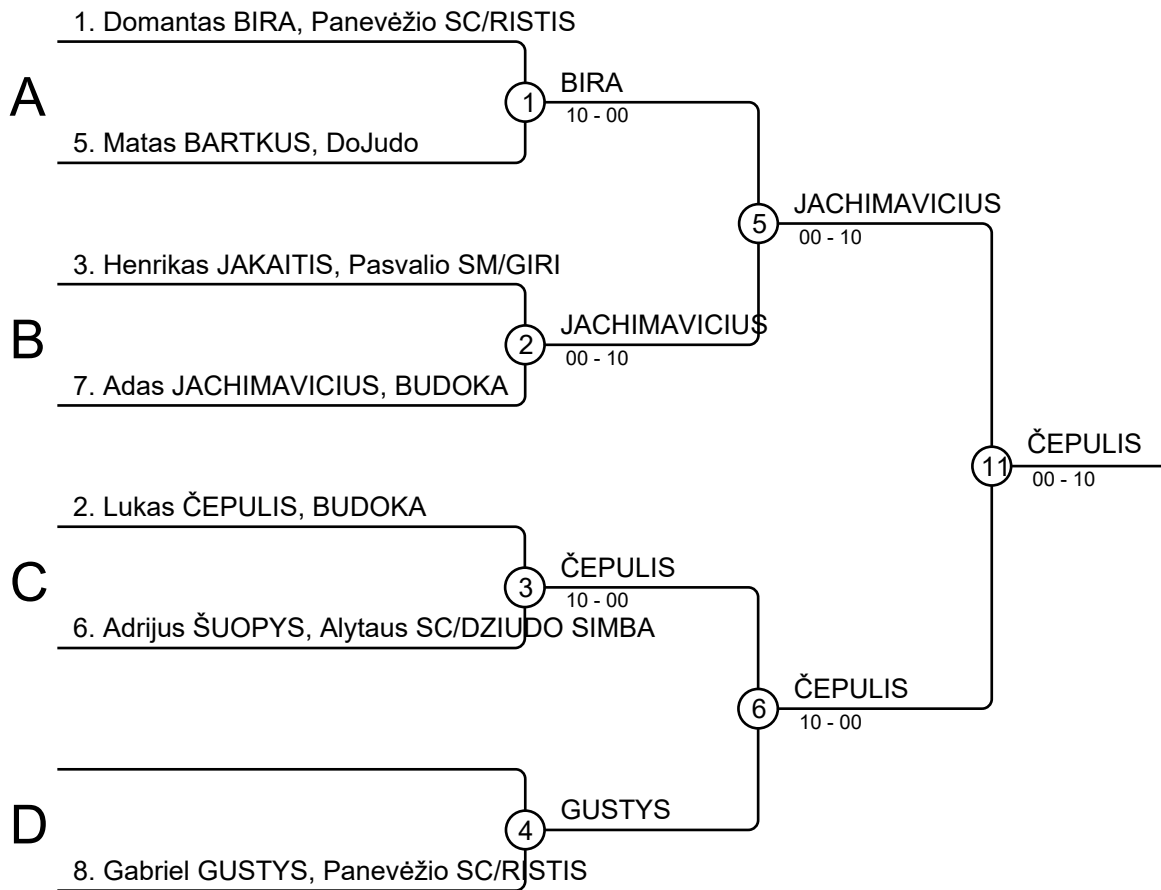 1. Domantas BIRA, Panevėžio SC/RISTIS
A
1
BIRA
10 - 00
5. Matas BARTKUS, DoJudo
5
JACHIMAVICIUS
00 - 10
3. Henrikas JAKAITIS, Pasvalio SM/GIRI
B
2
JACHIMAVICIUS
00 - 10
7. Adas JACHIMAVICIUS, BUDOKA
11
ČEPULIS
00 - 10
2. Lukas ČEPULIS, BUDOKA
C
3
ČEPULIS
10 - 00
6. Adrijus ŠUOPYS, Alytaus SC/DZIUDO SIMBA
6
ČEPULIS
10 - 00
D
4
GUSTYS
8. Gabriel GUSTYS, Panevėžio SC/RISTIS